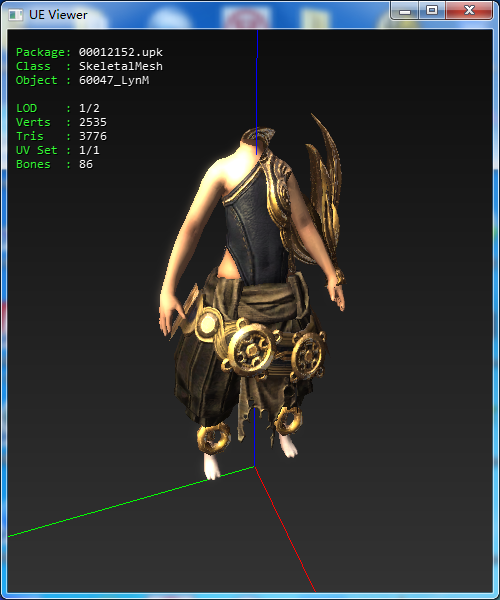 UE Viewer
Package: 00012152.upk
Class : SkeletalMesh
Object : 60047_LynM
LOD : 1/2
Verts : 2535
Tris : 3776
UV Set : 1/1
Bones : 86